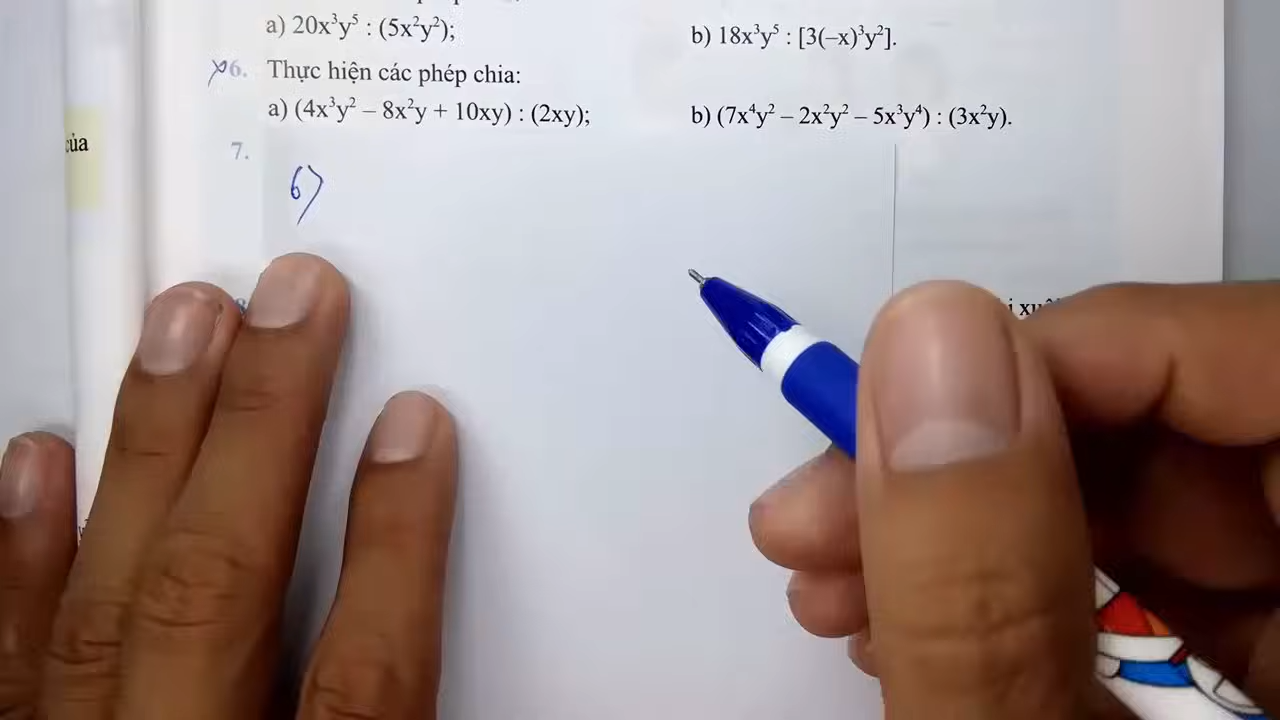 a) 20x³y⁵ : (5x²y²);
b) 18x³y⁵ : [3(–x)³y²].
6. Thực hiện các phép chia:
a) (4x³y² – 8x²y + 10xy) : (2xy);
b) (7x⁴y² – 2x²y² – 5x³y⁴) : (3x²y).
của
7.
6)